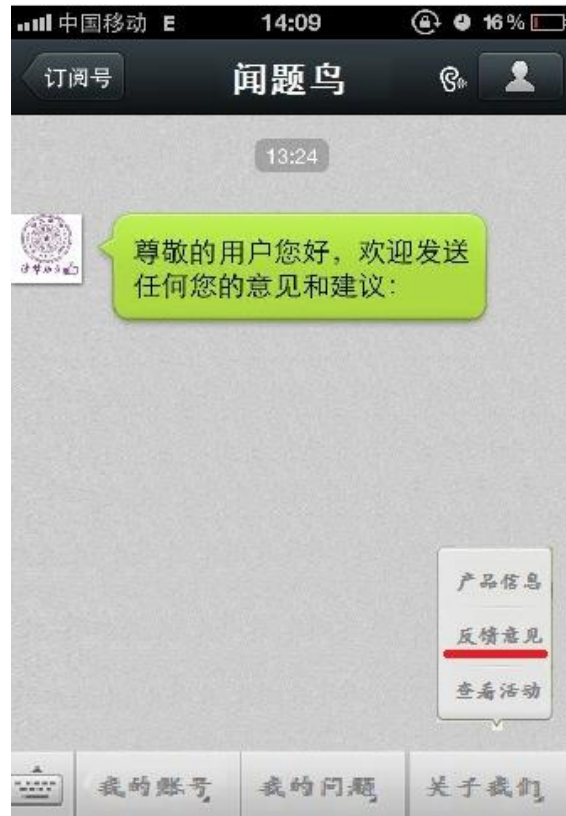 中国移动 E 14:09 16%
订阅号 闻题鸟
13:24
尊敬的用户您好，欢迎发送
任何您的意见和建议：
产品信息
反馈意见
查看活动
我的账号 我的问题 关于我们